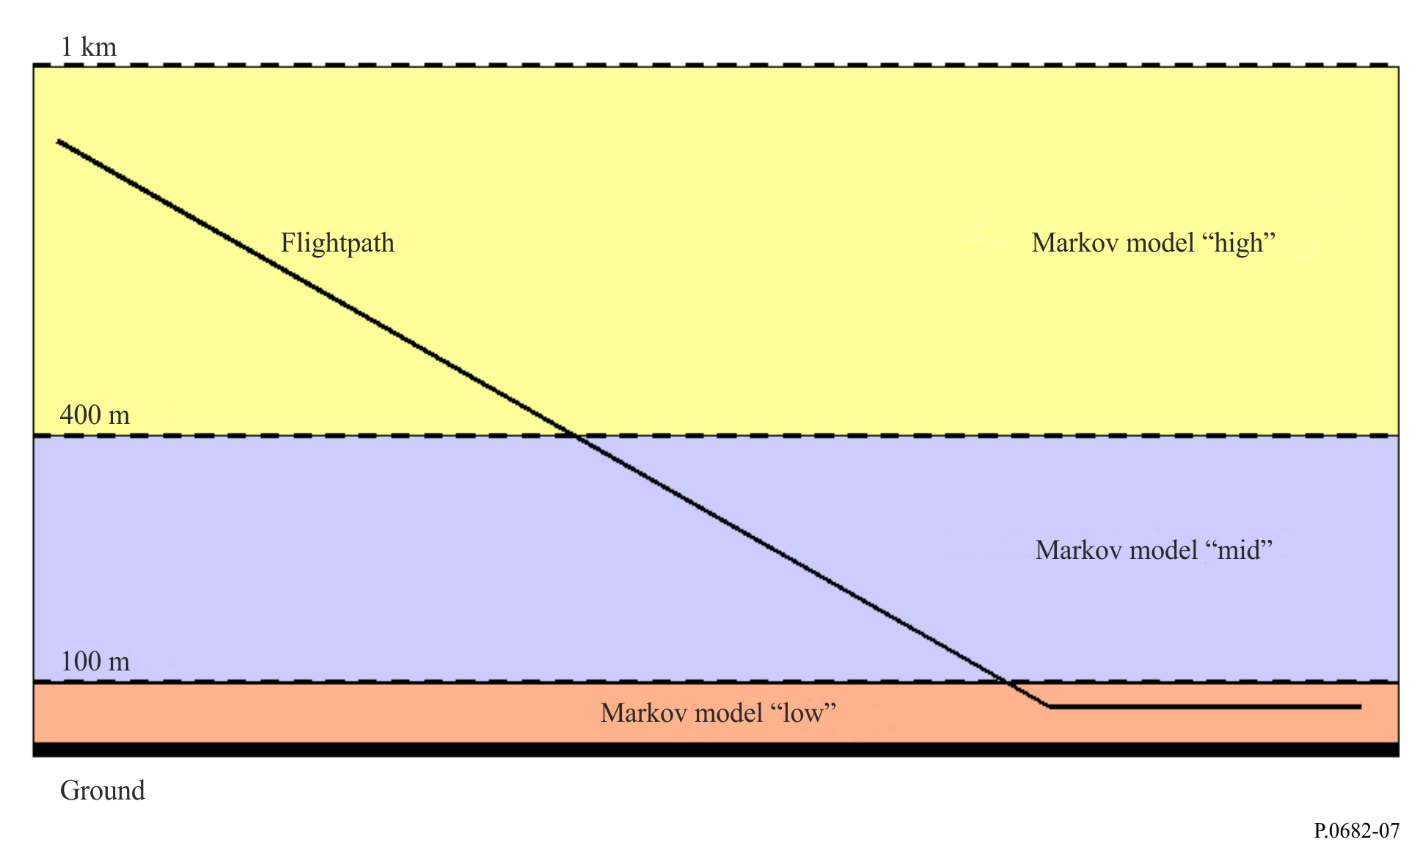 1 km
Flightpath
Markov model “high”
400 m
Markov model “mid”
100 m
Markov model “low”
Ground
P.0682-07